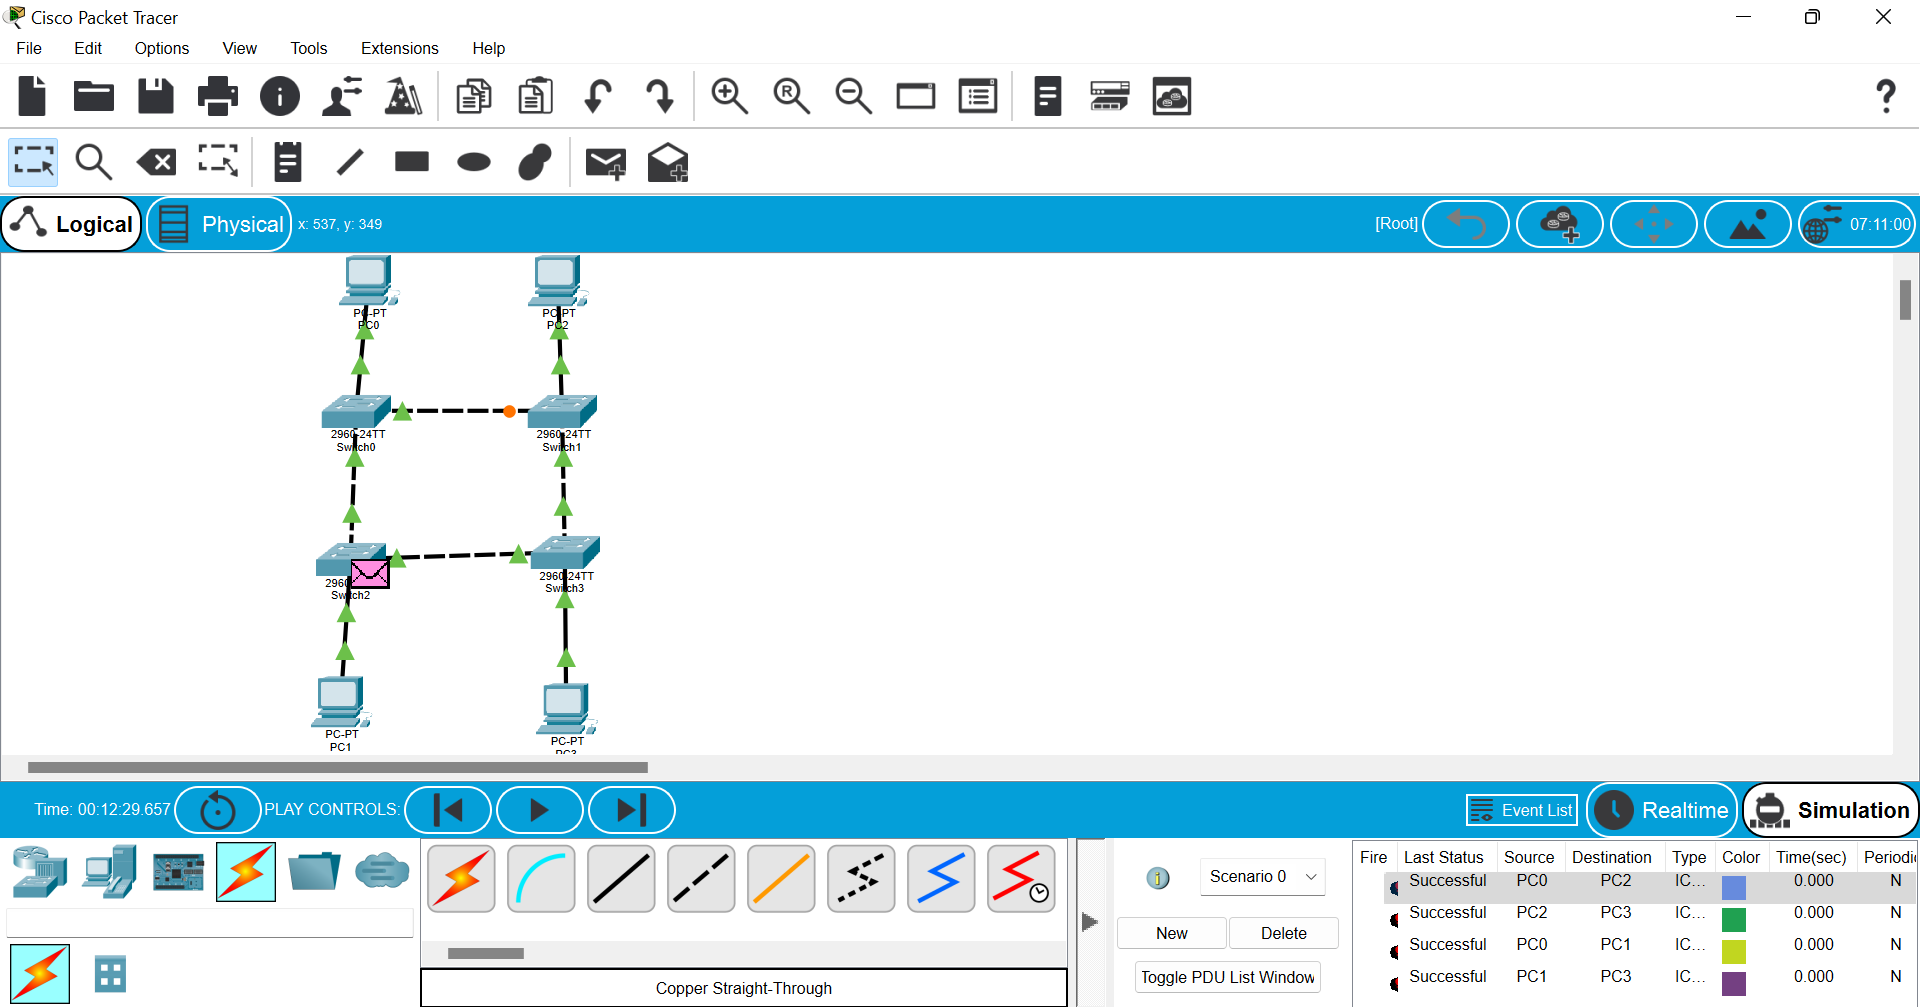 Cisco Packet Tracer
File Edit Options View Tools Extensions Help
Logical Physical x: 537, y: 349 [Root] 07:11:00
PC-PT PC-PT
PC0 PC2
2960-24TT 2960-24TT
Switch0 Switch1
2960 2960-24TT
Switch2 Switch3
PC-PT PC-PT
PC1 PC3
Time: 00:12:29.657 PLAY CONTROLS: Event List Realtime Simulation
Fire Last Status Source Destination Type Color Time(sec) Periodic
Successful PC0 PC2 IC... 0.000 N
Successful PC2 PC3 IC... 0.000 N
Successful PC0 PC1 IC... 0.000 N
Successful PC1 PC3 IC... 0.000 N
Scenario 0
New Delete
Toggle PDU List Window
Copper Straight-Through